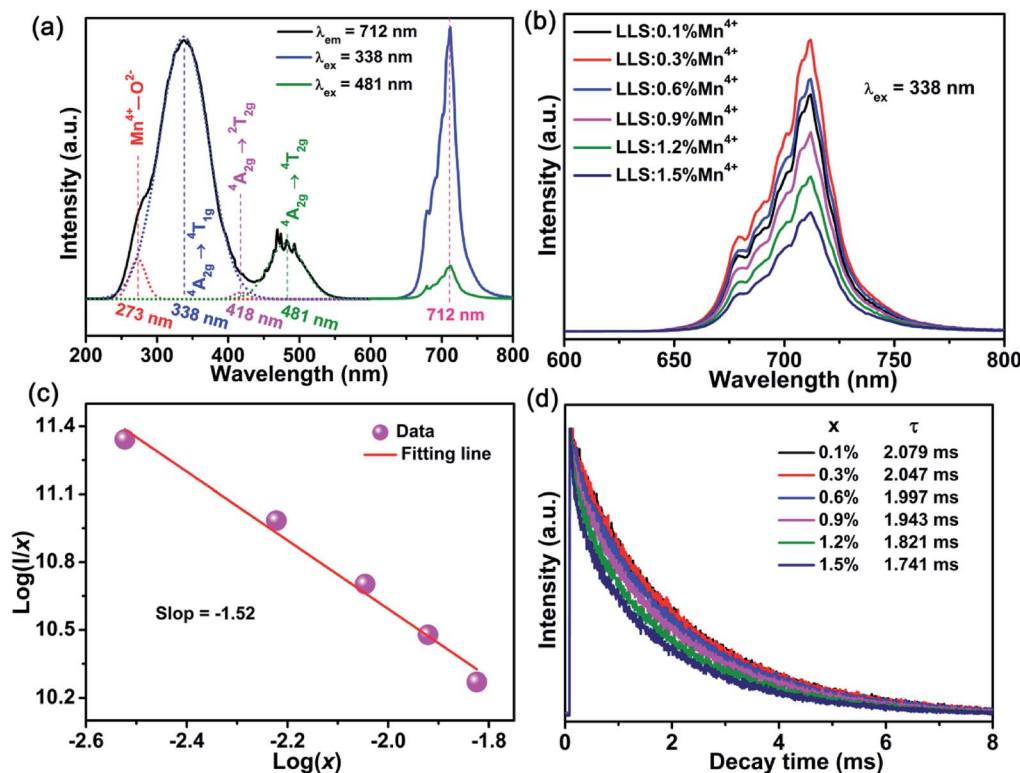 (a)
λem = 712 nm
λex = 338 nm
λex = 481 nm
Mn4+—O2-
4A2g → 4T1g
4A2g → 2T2g
4A2g → 4T2g
273 nm
338 nm
418 nm
481 nm
712 nm
200 300 400 500 600 700 800
Wavelength (nm)
Intensity (a.u.)
(b)
LLS:0.1%Mn4+
LLS:0.3%Mn4+
LLS:0.6%Mn4+
LLS:0.9%Mn4+
LLS:1.2%Mn4+
LLS:1.5%Mn4+
λex = 338 nm
600 650 700 750 800
Wavelength (nm)
Intensity (a.u.)
(c)
Data
Fitting line
Slop = -1.52
11.4
11.1
10.8
10.5
10.2
-2.6 -2.4 -2.2 -2.0 -1.8
Log(x)
Log(I/x)
(d)
x τ
0.1% 2.079 ms
0.3% 2.047 ms
0.6% 1.997 ms
0.9% 1.943 ms
1.2% 1.821 ms
1.5% 1.741 ms
0 2 4 6 8
Decay time (ms)
Intensity (a.u.)